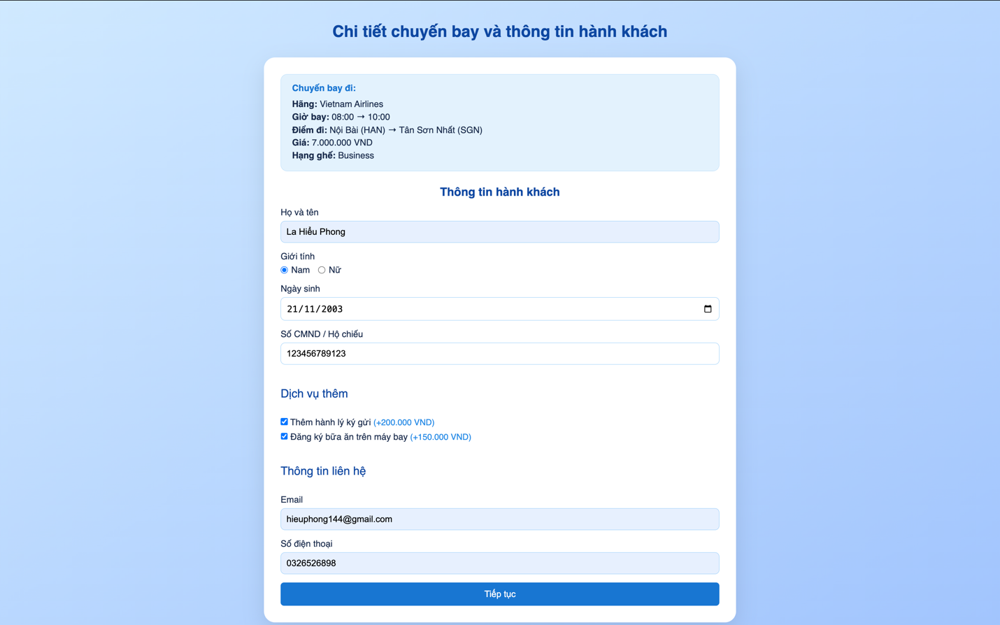 Chi tiết chuyến bay và thông tin hành khách
Chuyến bay đi:
Hãng: Vietnam Airlines
Giờ bay: 08:00 → 10:00
Điểm đi: Nội Bài (HAN) → Tân Sơn Nhất (SGN)
Giá: 7.000.000 VND
Hạng ghế: Business
Thông tin hành khách
Họ và tên
La Hiểu Phong
Giới tính
Nam Nữ
Ngày sinh
21/11/2003
Số CMND / Hộ chiếu
123456789123
Dịch vụ thêm
Thêm hành lý ký gửi (+200.000 VND)
Đăng ký bữa ăn trên máy bay (+150.000 VND)
Thông tin liên hệ
Email
hieuphong144@gmail.com
Số điện thoại
0326526898
Tiếp tục